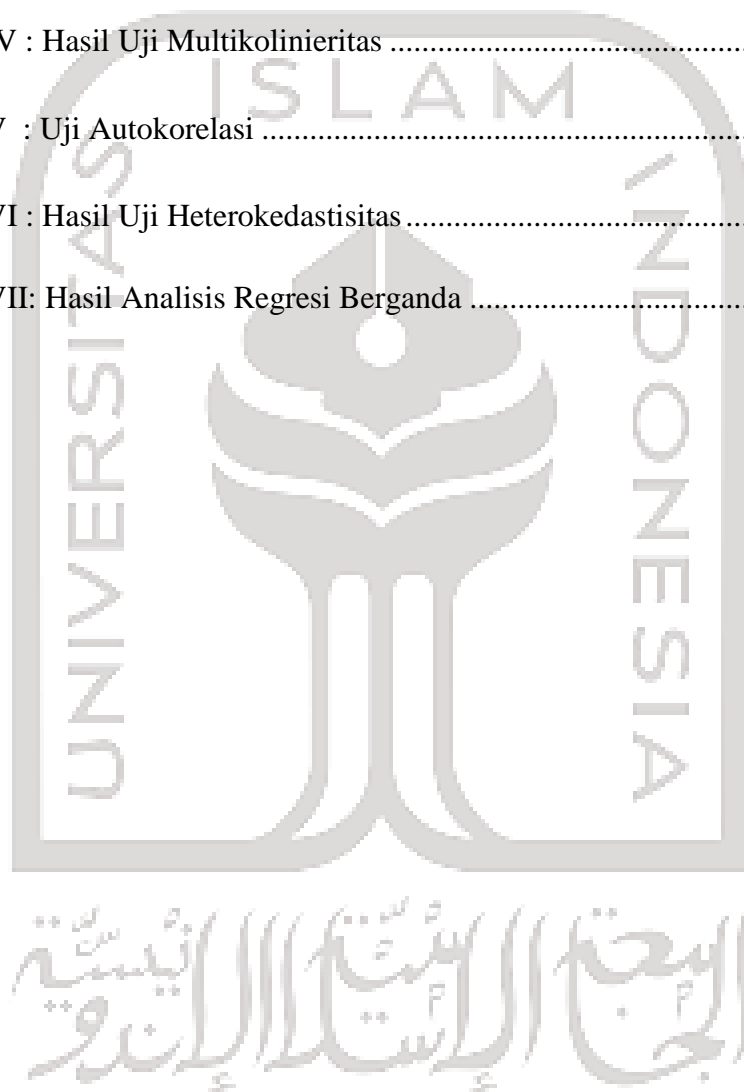 V : Hasil Uji Multikolinieritas ............................................
ISLAM
: Uji Autokorelasi ............................................................
VI : Hasil Uji Heterokedastisitas ..........................................
VII: Hasil Analisis Regresi Berganda ..................................
UNIVERSITAS
INDONESIA